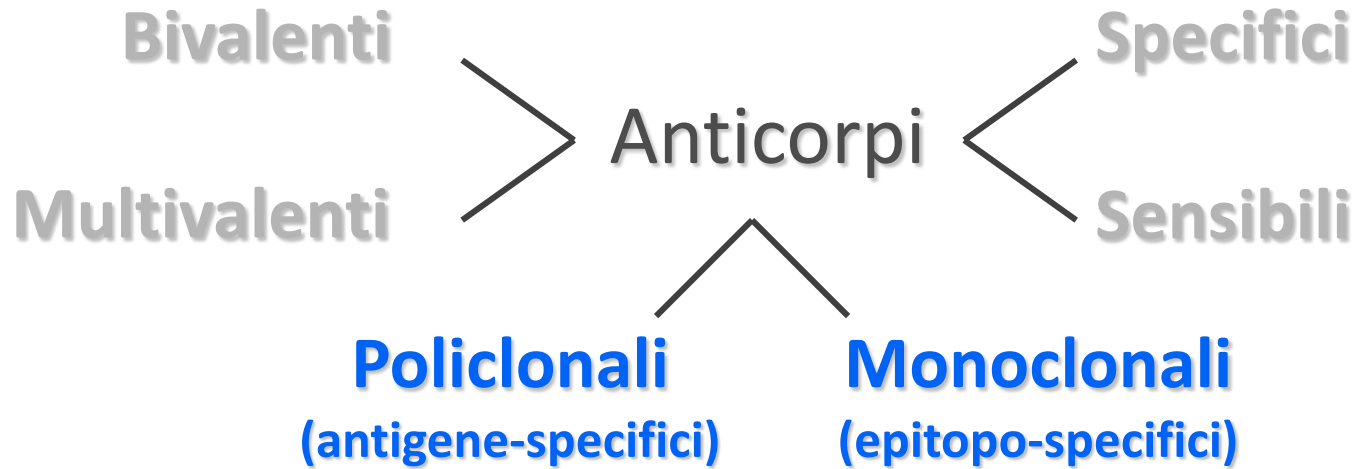 Bivalenti
Specifici
Anticorpi
Multivalenti
Sensibili
Policlonali
(antigene-specifici)
Monoclonali
(epitopo-specifici)